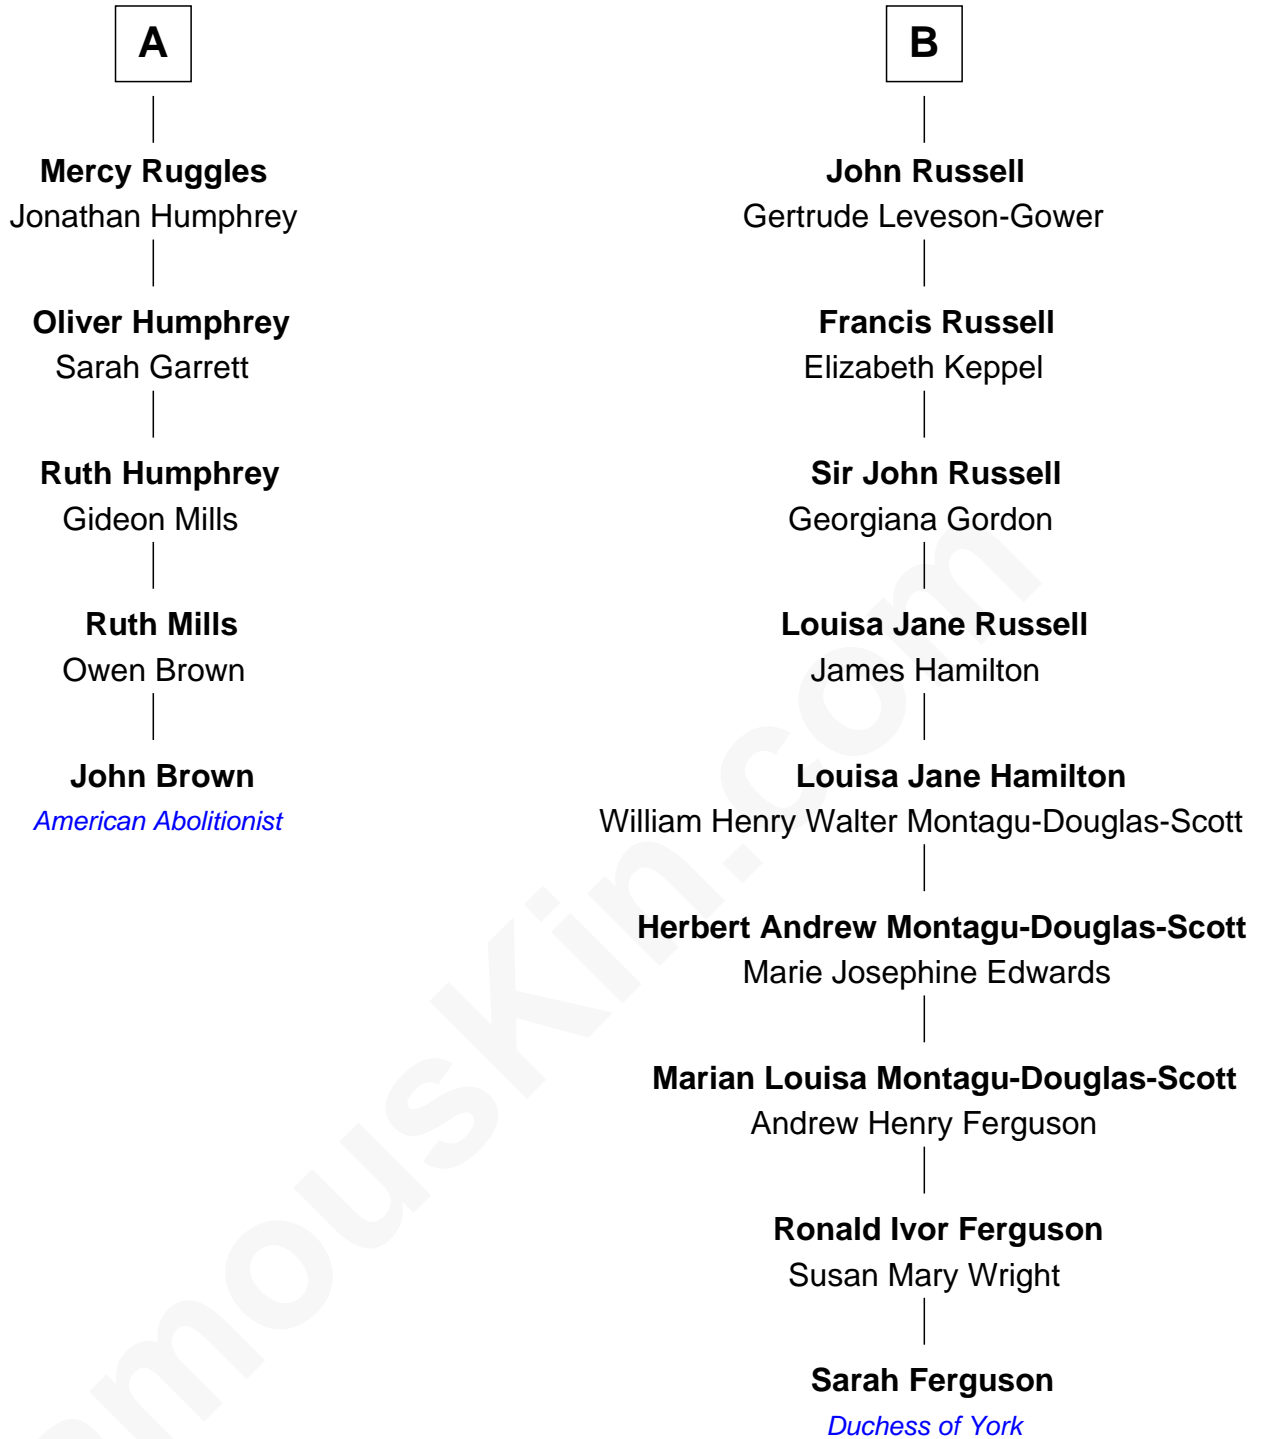 A
Mercy Ruggles
Jonathan Humphrey
Oliver Humphrey
Sarah Garrett
Ruth Humphrey
Gideon Mills
Ruth Mills
Owen Brown
John Brown
American Abolitionist
B
John Russell
Gertrude Leveson-Gower
Francis Russell
Elizabeth Keppel
Sir John Russell
Georgiana Gordon
Louisa Jane Russell
James Hamilton
Louisa Jane Hamilton
William Henry Walter Montagu-Douglas-Scott
Herbert Andrew Montagu-Douglas-Scott
Marie Josephine Edwards
Marian Louisa Montagu-Douglas-Scott
Andrew Henry Ferguson
Ronald Ivor Ferguson
Susan Mary Wright
Sarah Ferguson
Duchess of York
amousKin.com